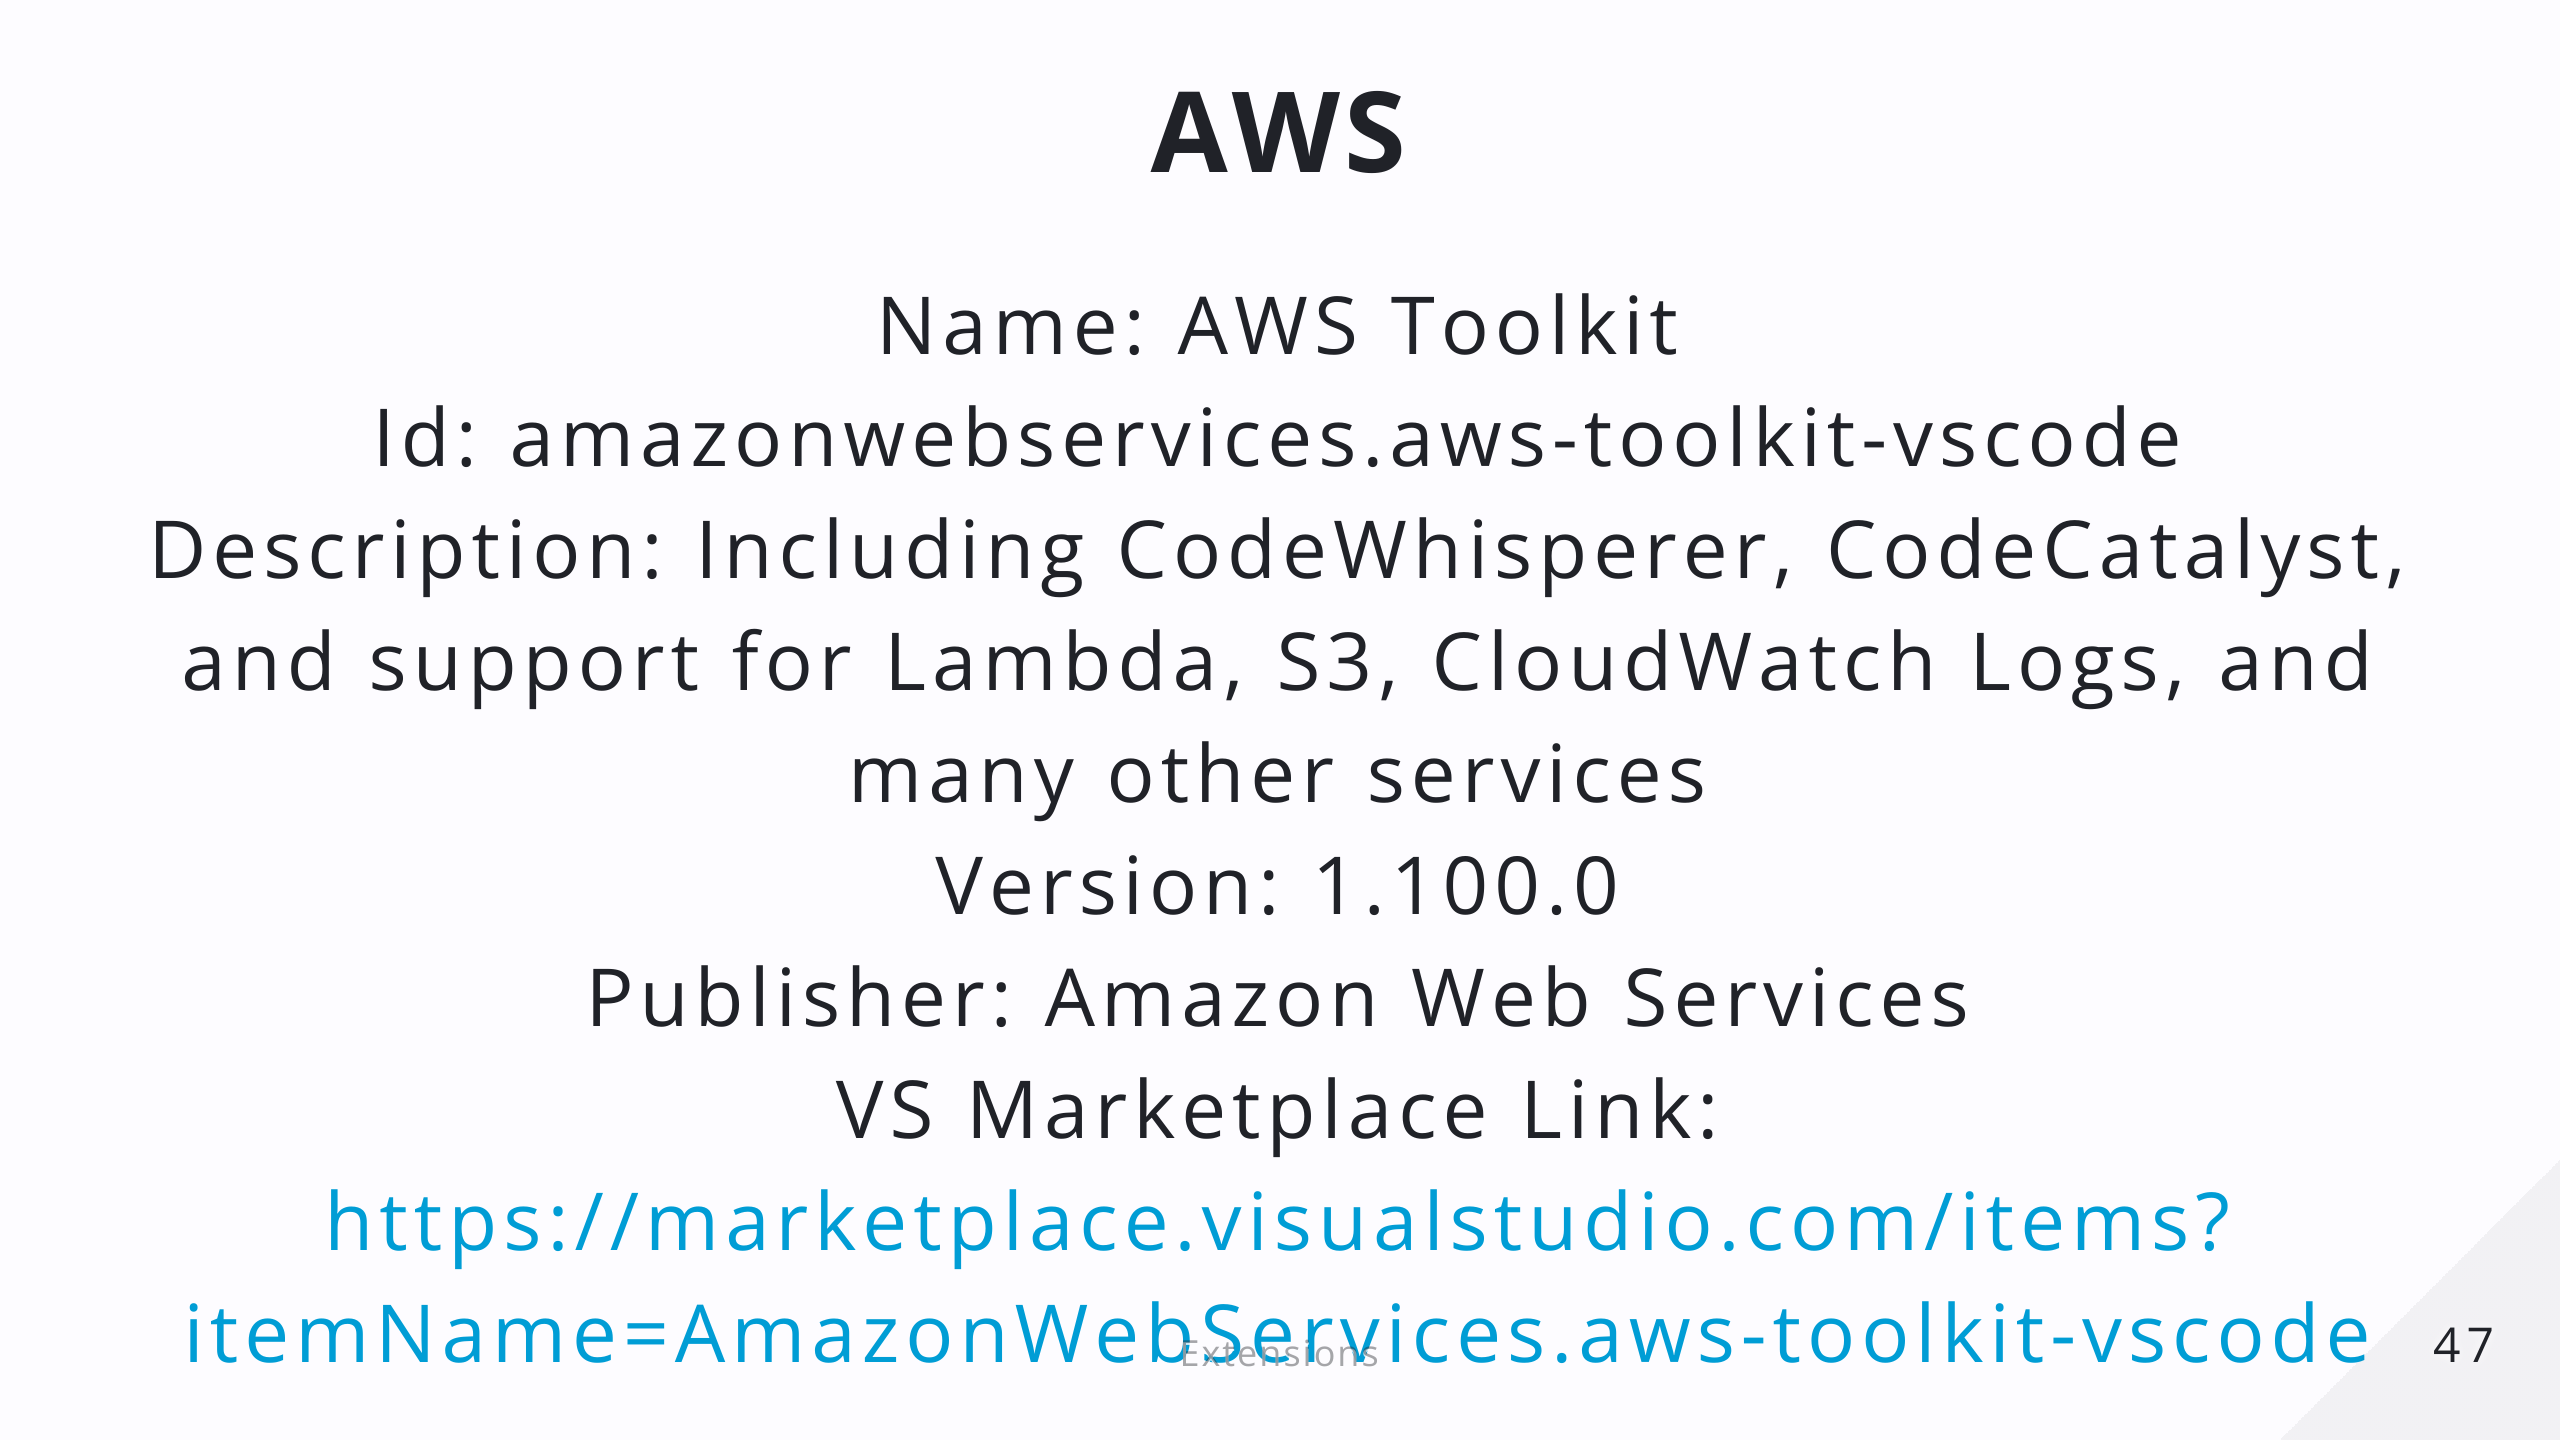 AWS
Name: AWS Toolkit
Id: amazonwebservices.aws-toolkit-vscode
Description: Including CodeWhisperer, CodeCatalyst,
and support for Lambda, S3, CloudWatch Logs, and
many other services
Version: 1.100.0
Publisher: Amazon Web Services
VS Marketplace Link:
https://marketplace.visualstudio.com/items?
itemName=AmazonWebServices.aws-toolkit-vscode
Extensions
47